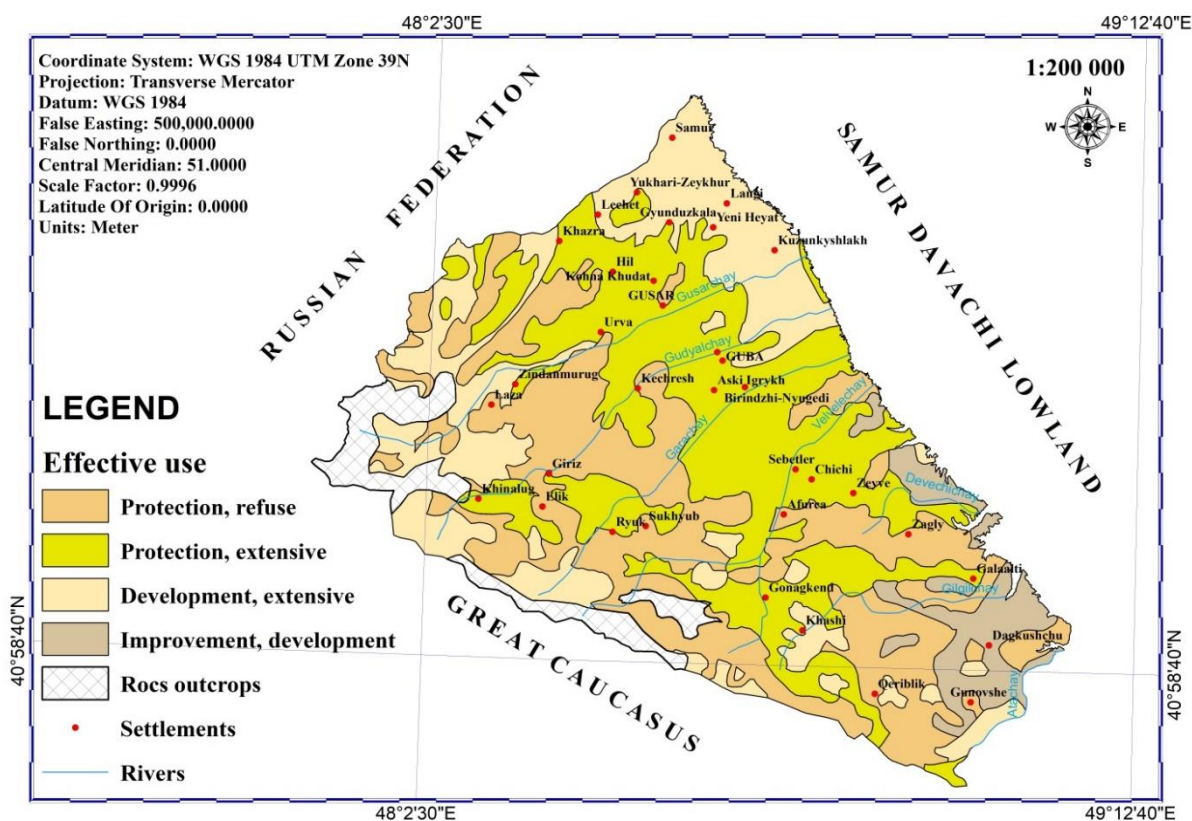 48°2'30"E
49°12'40"E
Coordinate System: WGS 1984 UTM Zone 39N
Projection: Transverse Mercator
Datum: WGS 1984
False Easting: 500,000.0000
False Northing: 0.0000
Central Meridian: 51.0000
Scale Factor: 0.9996
Latitude Of Origin: 0.0000
Units: Meter
1:200 000
N
W
E
S
RUSSIAN FEDERATION
SAMUR DAVACHI LOWLAND
GREAT CAUCASUS
Samur
Yukhari-Zeykhur
Langi
Lechet
Gyunduzkala
Yeni Heyat
Khazra
Kuzunkyshlakh
Hil
Kohna Khudat
Gusarchay
GUSAR
Urva
Gudyalchay
GUBA
Zindanmurug
Kechresh
Aski Igrykh
Birindzhi-Nyugedi
Laza
Velvelechay
Garachay
Giriz
Sebetler
Chichi
Zeyve
Devechichay
Khinalug
Elik
Afurca
Ryuk
Sukhyub
Zagly
Galaalti
Gilgilchay
Gonagkend
Khashi
Dagkushchu
Qeriblik
Gunovshe
Atachay
LEGEND
Effective use
Protection, refuse
Protection, extensive
Development, extensive
Improvement, development
Rocs outcrops
Settlements
Rivers
40°58'40"N
40°58'40"N
48°2'30"E
49°12'40"E